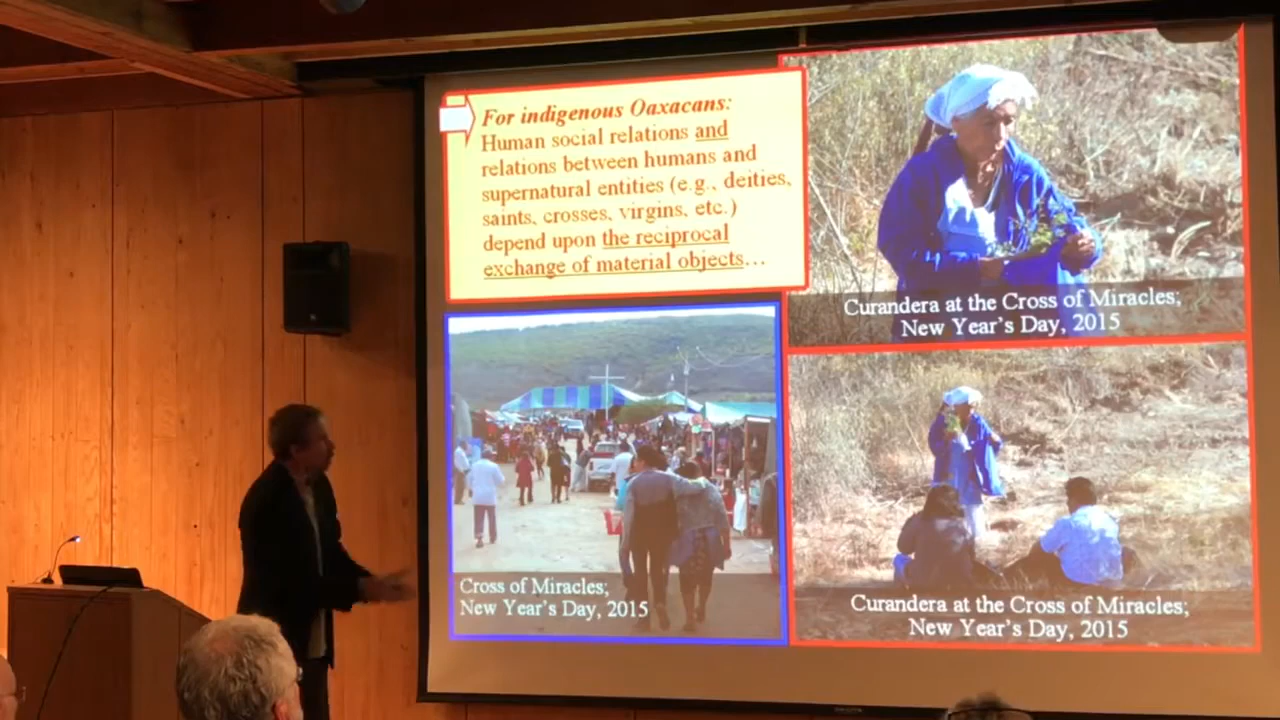 For indigenous Oaxacans:
Human social relations and
relations between humans and
supernatural entities (e.g., deities,
saints, crosses, virgins, etc.)
depend upon the reciprocal
exchange of material objects…
Curandera at the Cross of Miracles;
New Year's Day, 2015
Cross of Miracles;
New Year's Day, 2015
Curandera at the Cross of Miracles;
New Year's Day, 2015